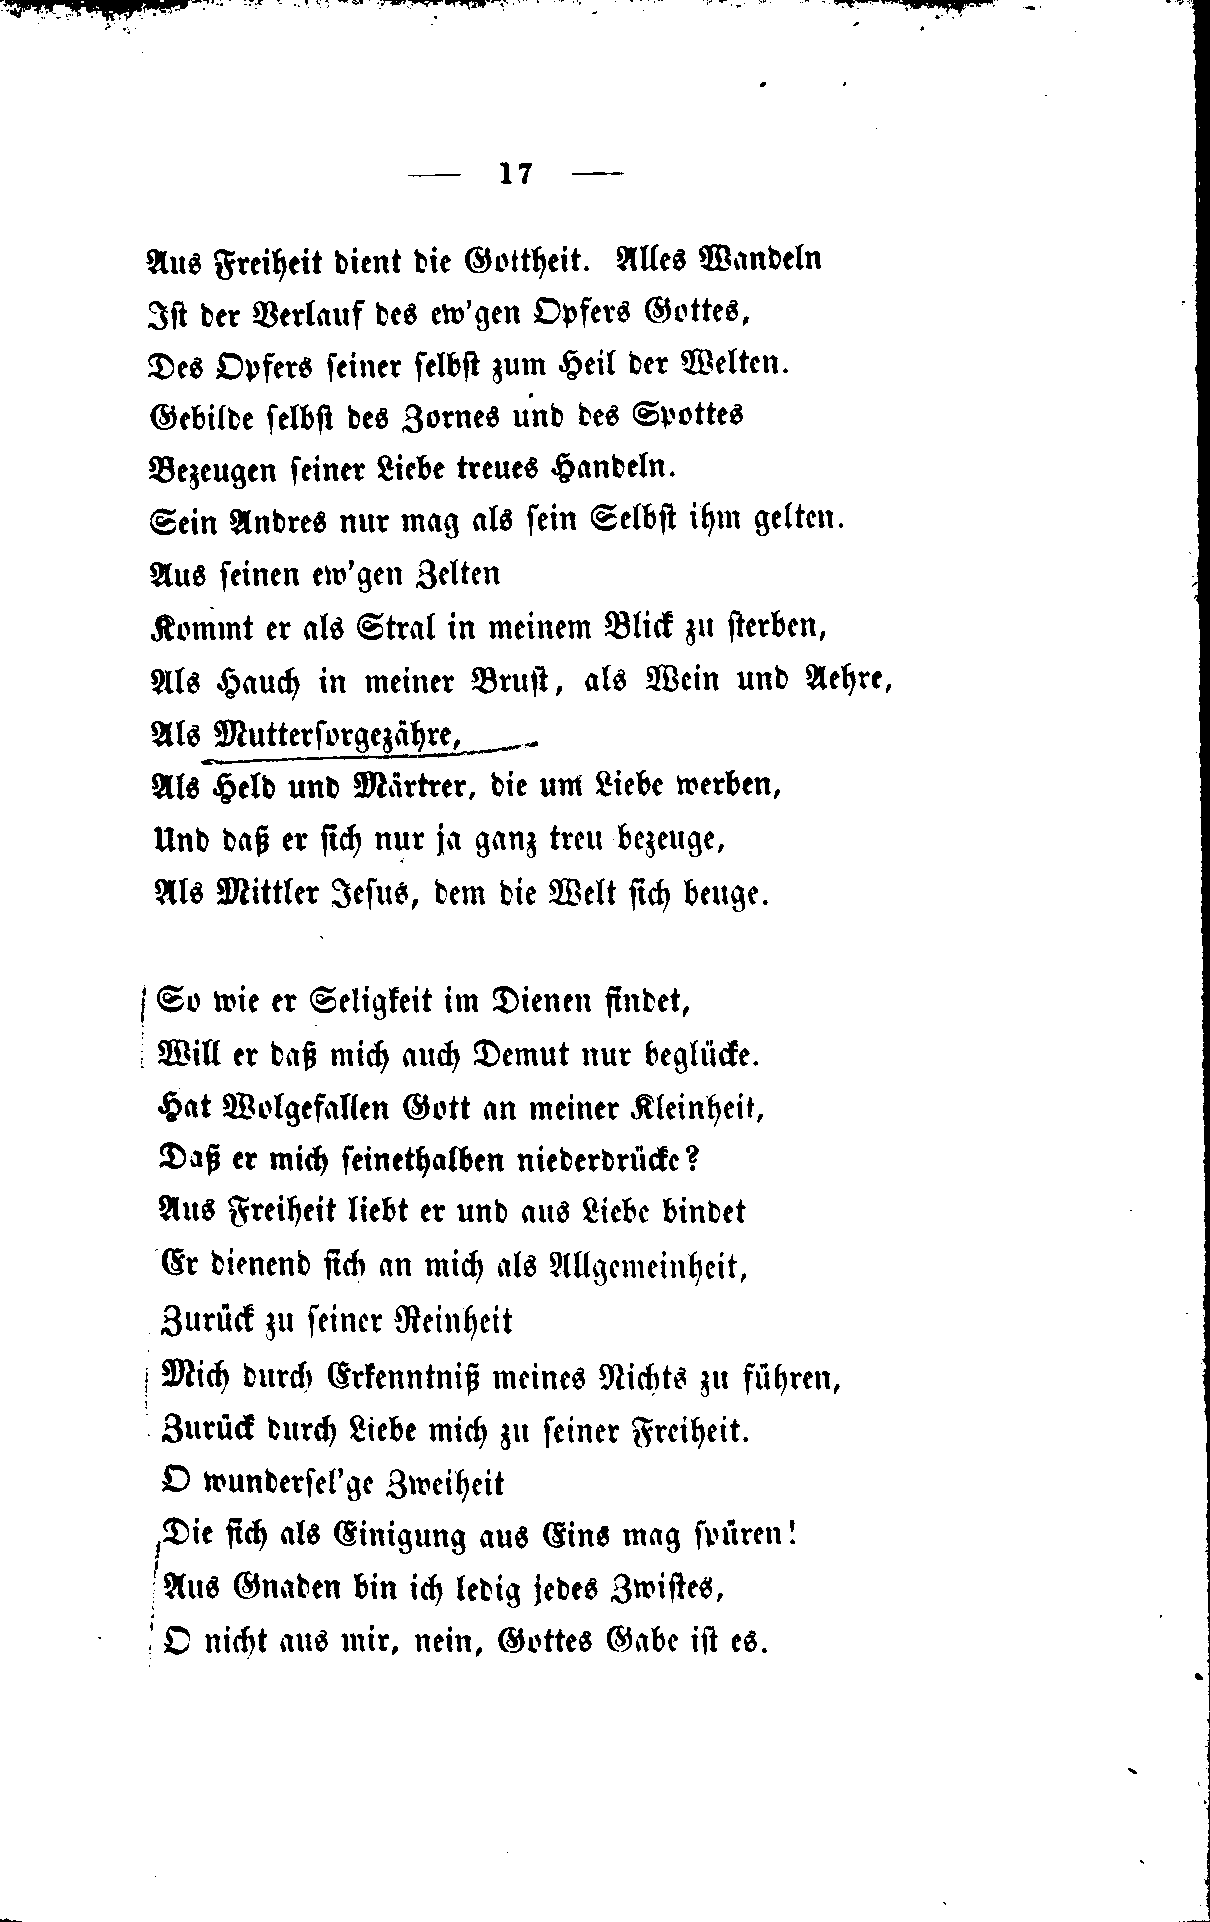 — 17 —
Aus Freiheit dient die Gottheit. Alles Wandeln
Ist der Verlauf des ew'gen Opfers Gottes,
Des Opfers seiner selbst zum Heil der Welten.
Gebilde selbst des Zornes und des Spottes
Bezeugen seiner Liebe treues Handeln.
Sein Andres nur mag als sein Selbst ihm gelten.
Aus seinen ew'gen Zelten
Kommt er als Stral in meinem Blick zu sterben,
Als Hauch in meiner Brust, als Wein und Aehre,
Als Muttersorgezähre,
Als Held und Märtrer, die um Liebe werben,
Und daß er sich nur ja ganz treu bezeuge,
Als Mittler Jesus, dem die Welt sich beuge.
So wie er Seligkeit im Dienen findet,
Will er daß mich auch Demut nur beglücke.
Hat Wolgefallen Gott an meiner Kleinheit,
Daß er mich seinethalben niederdrücke?
Aus Freiheit liebt er und aus Liebe bindet
Er dienend sich an mich als Allgemeinheit,
Zurück zu seiner Reinheit
Mich durch Erkenntniß meines Nichts zu führen,
Zurück durch Liebe mich zu seiner Freiheit.
O wundersel'ge Zweiheit
Die sich als Einigung aus Eins mag spüren!
Aus Gnaden bin ich ledig jedes Zwistes,
O nicht aus mir, nein, Gottes Gabe ist es.